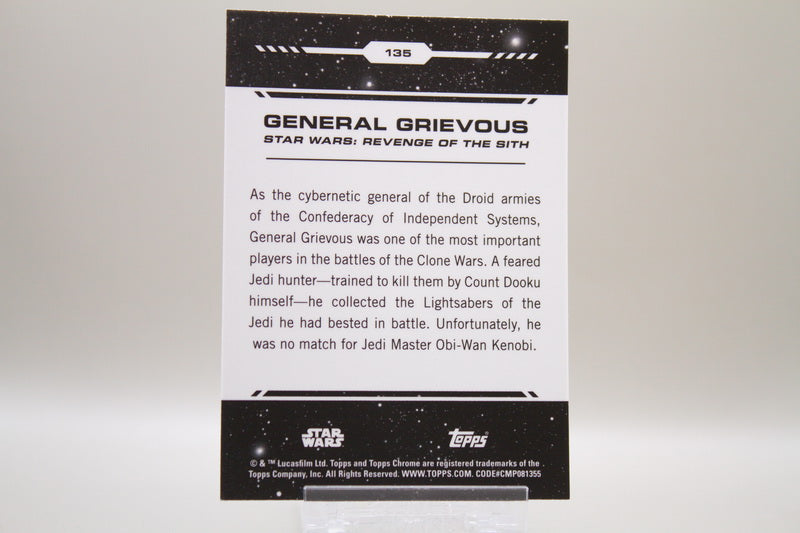 135
GENERAL GRIEVOUS
STAR WARS: REVENGE OF THE SITH
As the cybernetic general of the Droid armies
of the Confederacy of Independent Systems,
General Grievous was one of the most important
players in the battles of the Clone Wars. A feared
Jedi hunter—trained to kill them by Count Dooku
himself—he collected the Lightsabers of the
Jedi he had bested in battle. Unfortunately, he
was no match for Jedi Master Obi-Wan Kenobi.
STAR
WARS
topps
© & ™ Lucasfilm Ltd. Topps and Topps Chrome are registered trademarks of the
Topps Company, Inc. All Rights Reserved. WWW.TOPPS.COM. CODE#CMP081355